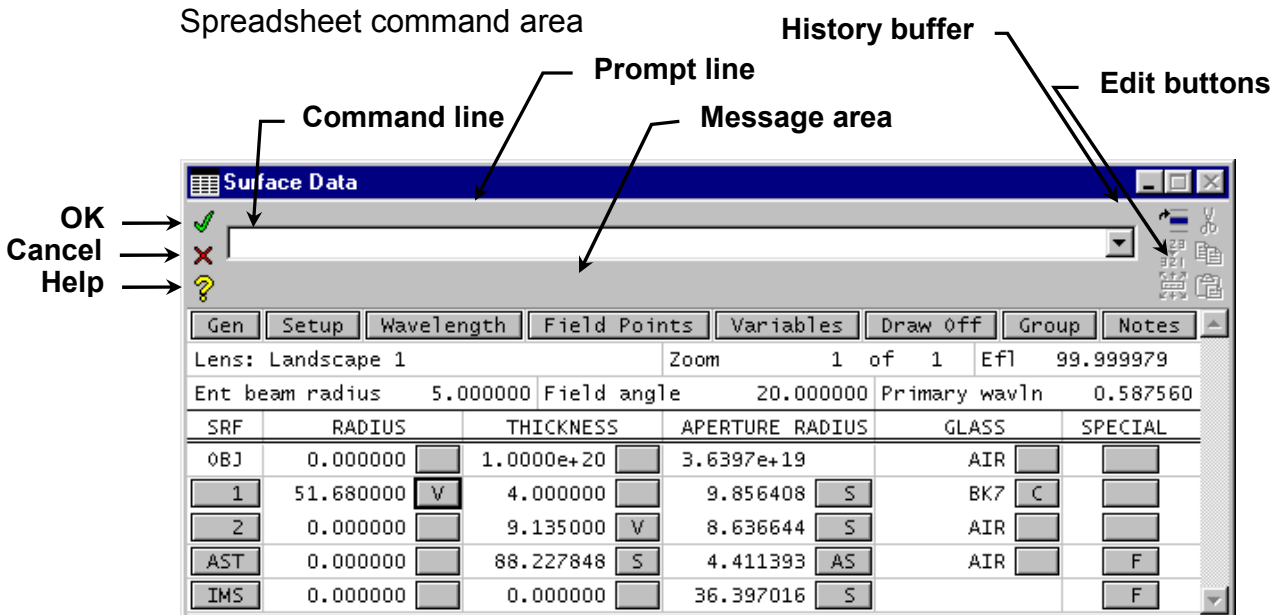 Spreadsheet command area
History buffer
Prompt line
Edit buttons
Command line
Message area
Surface Data
OK
Cancel
Help
Gen Setup Wavelength Field Points Variables Draw Off Group Notes
Lens: Landscape 1 Zoom 1 of 1 Efl 99.999979
Ent beam radius 5.000000 Field angle 20.000000 Primary wavln 0.587560
SRF RADIUS THICKNESS APERTURE RADIUS GLASS SPECIAL
OBJ 0.000000 1.0000e+20 3.6397e+19 AIR
1 51.680000 V 4.000000 9.856408 S BK7 C
2 0.000000 9.135000 V 8.636644 S AIR
AST 0.000000 88.227848 S 4.411393 AS AIR F
IMS 0.000000 0.000000 36.397016 S F